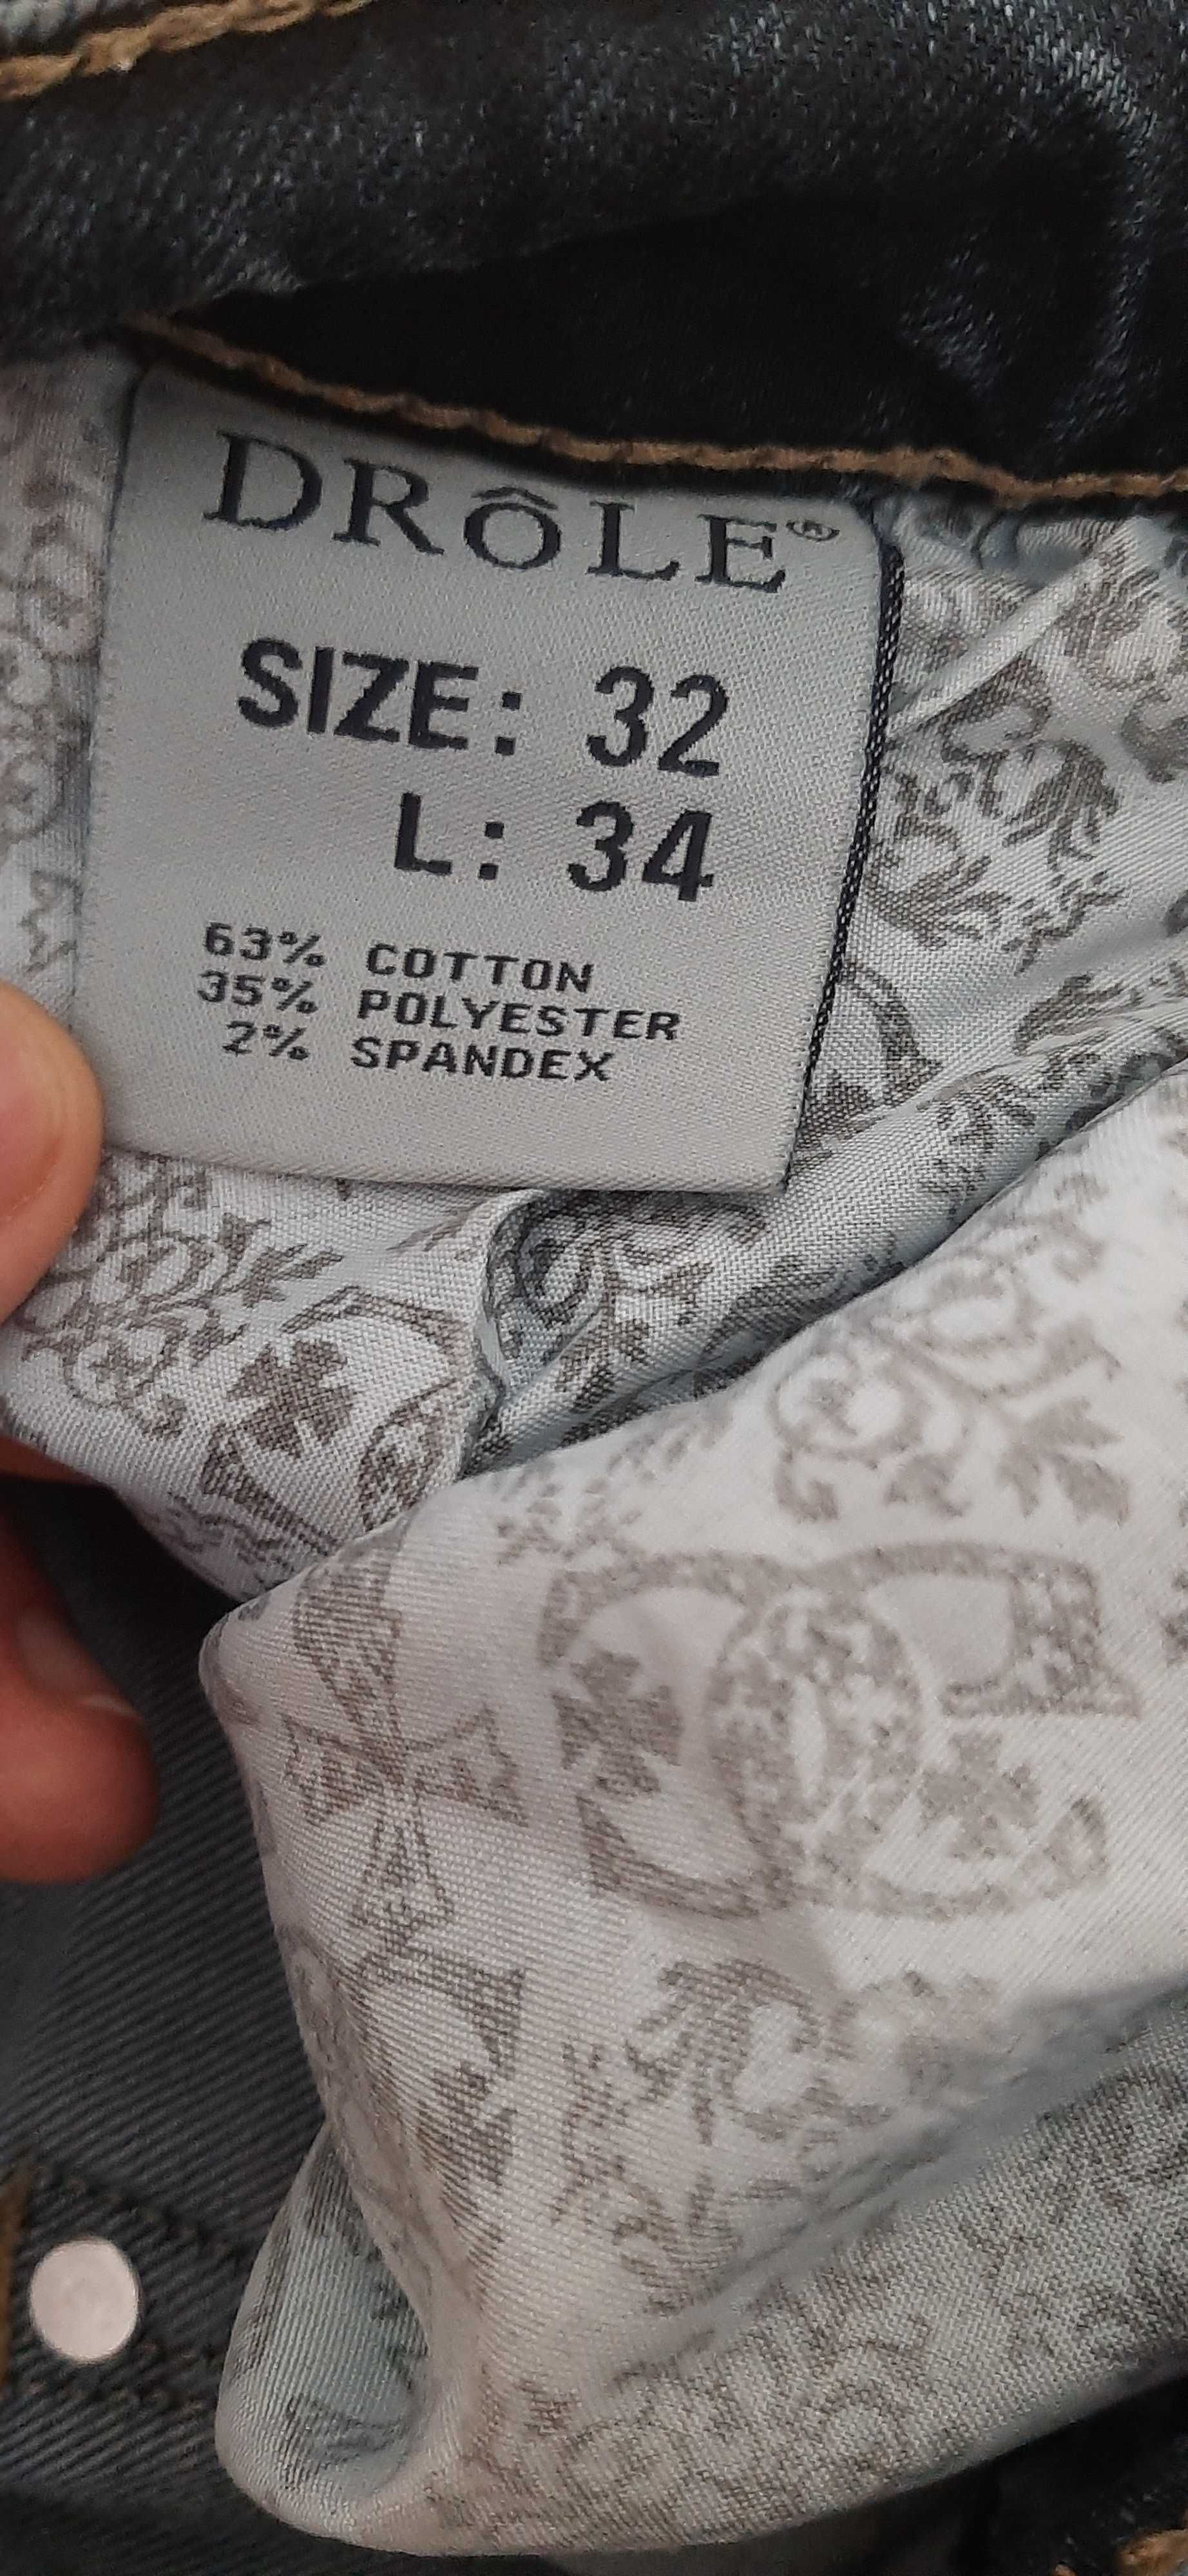 DRÔLE®
SIZE: 32
L: 34
63% COTTON
35% POLYESTER
2% SPANDEX